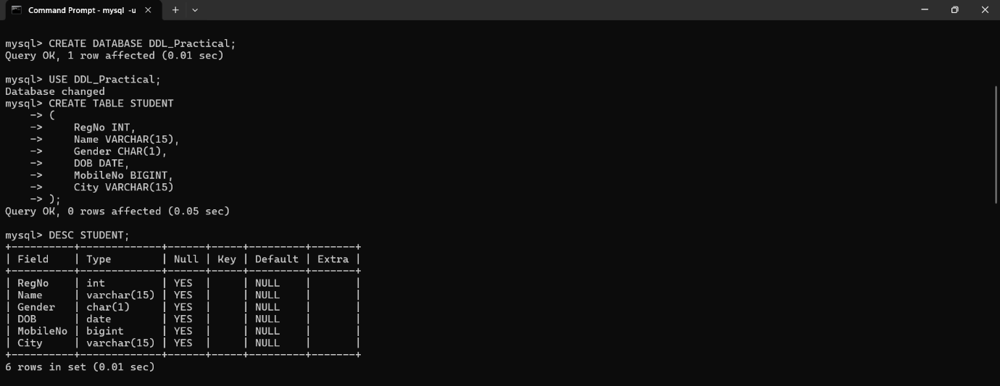 Command Prompt - mysql -u
mysql> CREATE DATABASE DDL_Practical;
Query OK, 1 row affected (0.01 sec)
mysql> USE DDL_Practical;
Database changed
mysql> CREATE TABLE STUDENT
    -> (
    ->     RegNo INT,
    ->     Name VARCHAR(15),
    ->     Gender CHAR(1),
    ->     DOB DATE,
    ->     MobileNo BIGINT,
    ->     City VARCHAR(15)
    -> );
Query OK, 0 rows affected (0.05 sec)
mysql> DESC STUDENT;
+----------+-------------+------+-----+---------+-------+
| Field    | Type        | Null | Key | Default | Extra |
+----------+-------------+------+-----+---------+-------+
| RegNo    | int         | YES  |     | NULL    |       |
| Name     | varchar(15) | YES  |     | NULL    |       |
| Gender   | char(1)     | YES  |     | NULL    |       |
| DOB      | date        | YES  |     | NULL    |       |
| MobileNo | bigint      | YES  |     | NULL    |       |
| City     | varchar(15) | YES  |     | NULL    |       |
+----------+-------------+------+-----+---------+-------+
6 rows in set (0.01 sec)